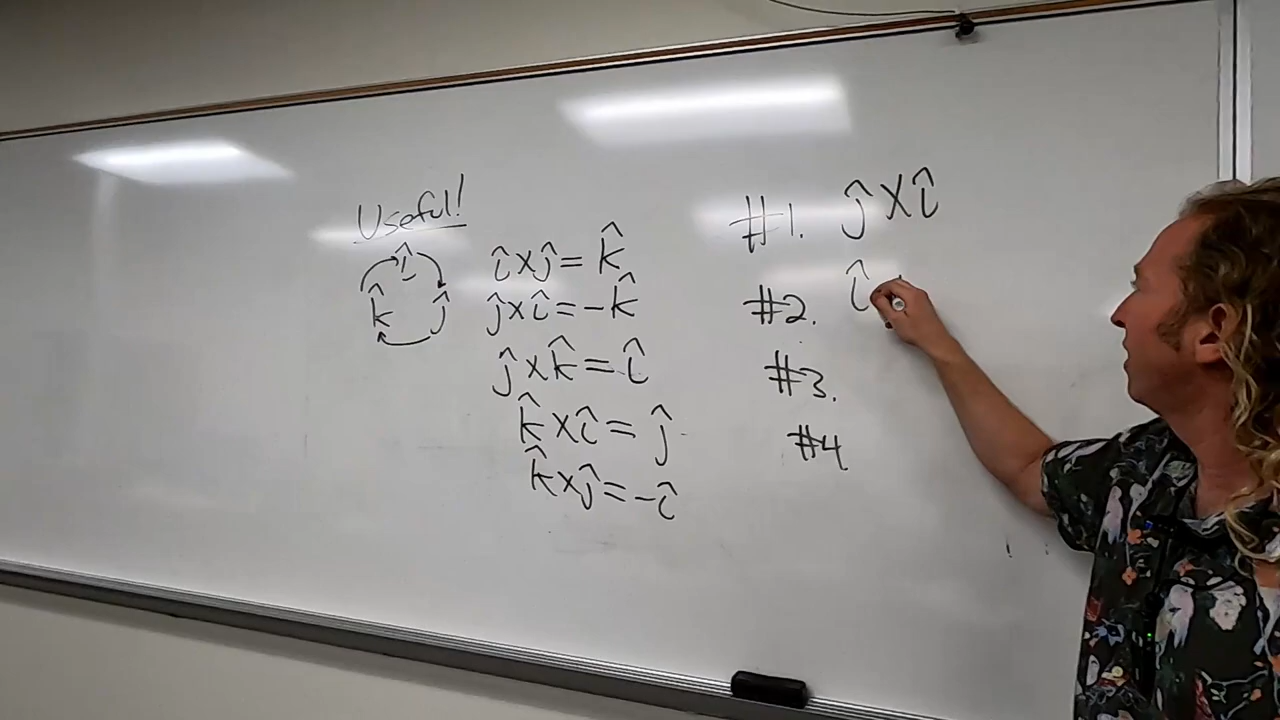 Useful!
î
k̂ ĵ
î x ĵ = k̂
ĵ x î = -k̂
ĵ x k̂ = î
k̂ x î = ĵ
k̂ x ĵ = -î
#1. ĵ x î
#2. î
#3.
#4